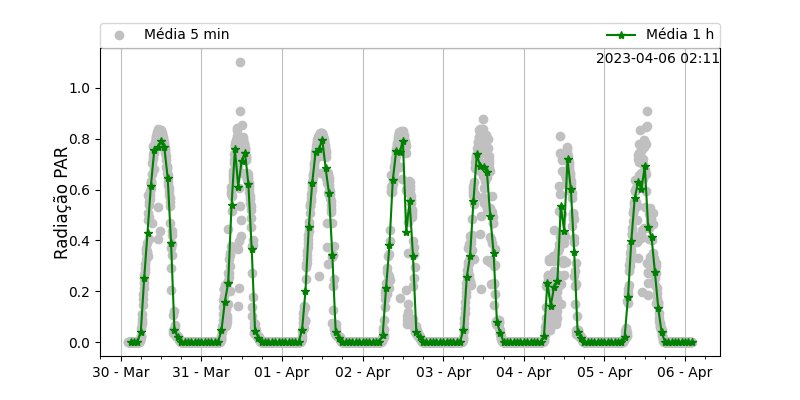 Média 5 min
Média 1 h
2023-04-06 02:11
Radiação PAR
1.0
0.8
0.6
0.4
0.2
0.0
30 - Mar
31 - Mar
01 - Apr
02 - Apr
03 - Apr
04 - Apr
05 - Apr
06 - Apr